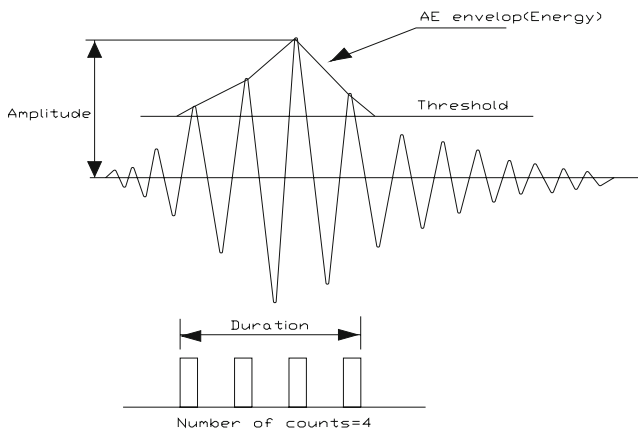 AE envelop(Energy)
Threshold
Amplitude
Duration
Number of counts=4